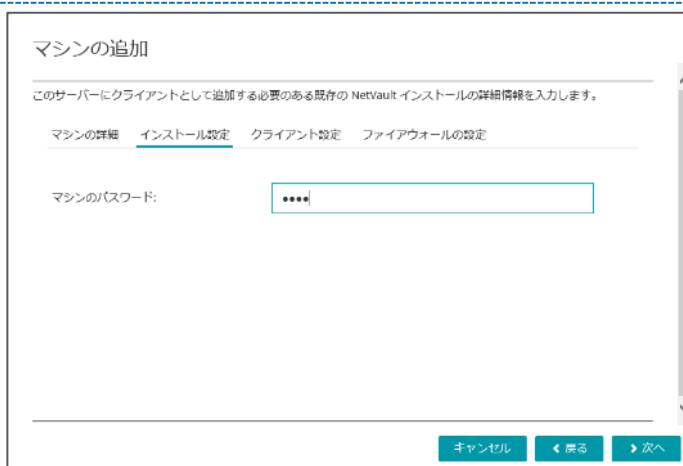 マシンの追加
このサーバーにクライアントとして追加する必要のある既存の NetVault インストールの詳細情報を入力します。
マシンの詳細 インストール設定 クライアント設定 ファイアウォールの設定
マシンのパスワード: ••••
キャンセル 戻る 次へ